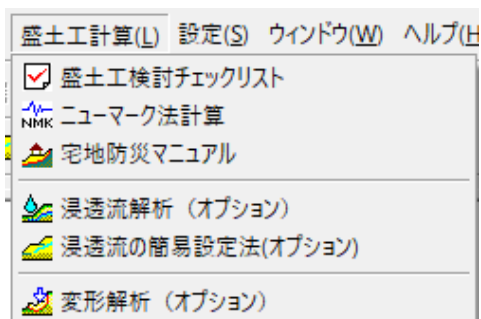 盛土工計算(L) 設定(S) ウィンドウ(W) ヘルプ(H
盛土工検討チェックリスト
NMK ニューマーク法計算
宅地防災マニュアル
浸透流解析（オプション）
浸透流の簡易設定法(オプション)
変形解析（オプション）